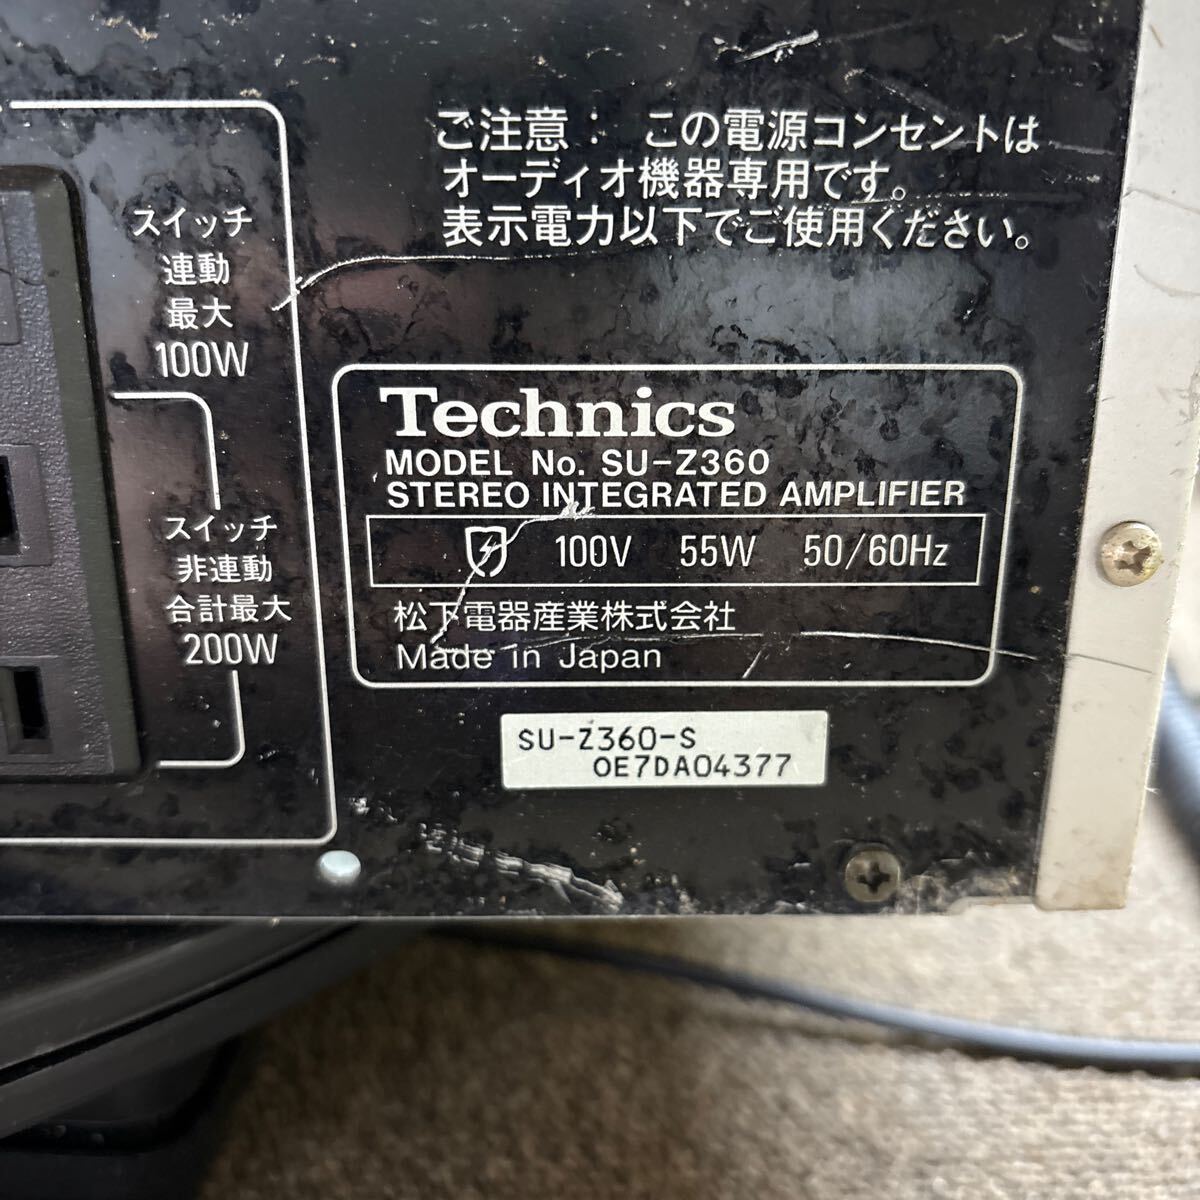 ご注意： この電源コンセントは
オーディオ機器専用です。
表示電力以下でご使用ください。
スイッチ
連動
最大
100W
スイッチ
非連動
合計最大
200W
Technics
MODEL No. SU-Z360
STEREO INTEGRATED AMPLIFIER
100V 55W 50/60Hz
松下電器産業株式会社
Made in Japan
SU-Z360-S
OE7DA04377